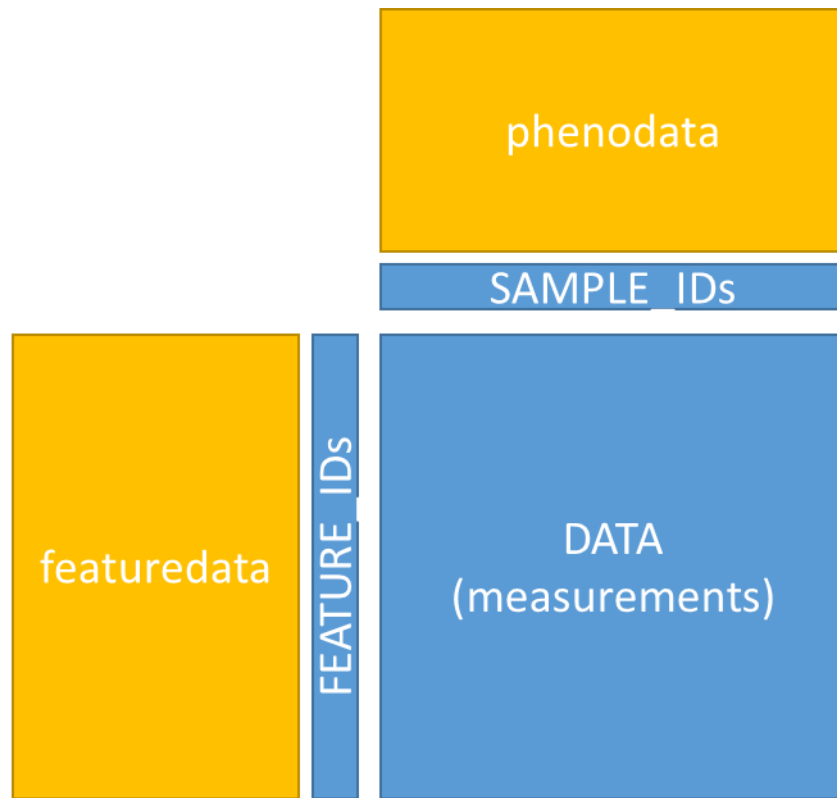 phenodata
SAMPLE_IDs
featuredata
FEATURE_IDs
DATA
(measurements)